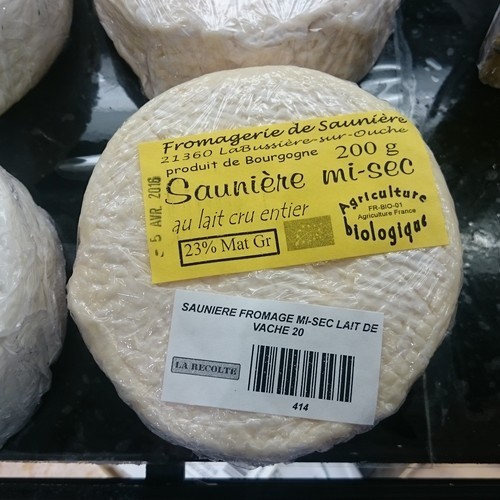 Fromagerie de Saunière
21360 LaBussière-sur-Ouche
produit de Bourgogne 200 g
Saunière mi-sec
au lait cru entier
23% Mat Gr
Agriculture
FR-BIO-01
Agriculture France
biologique
5 AVR. 2016
SAUNIERE FROMAGE MI-SEC LAIT DE
VACHE 20
LA RECOLTE
414